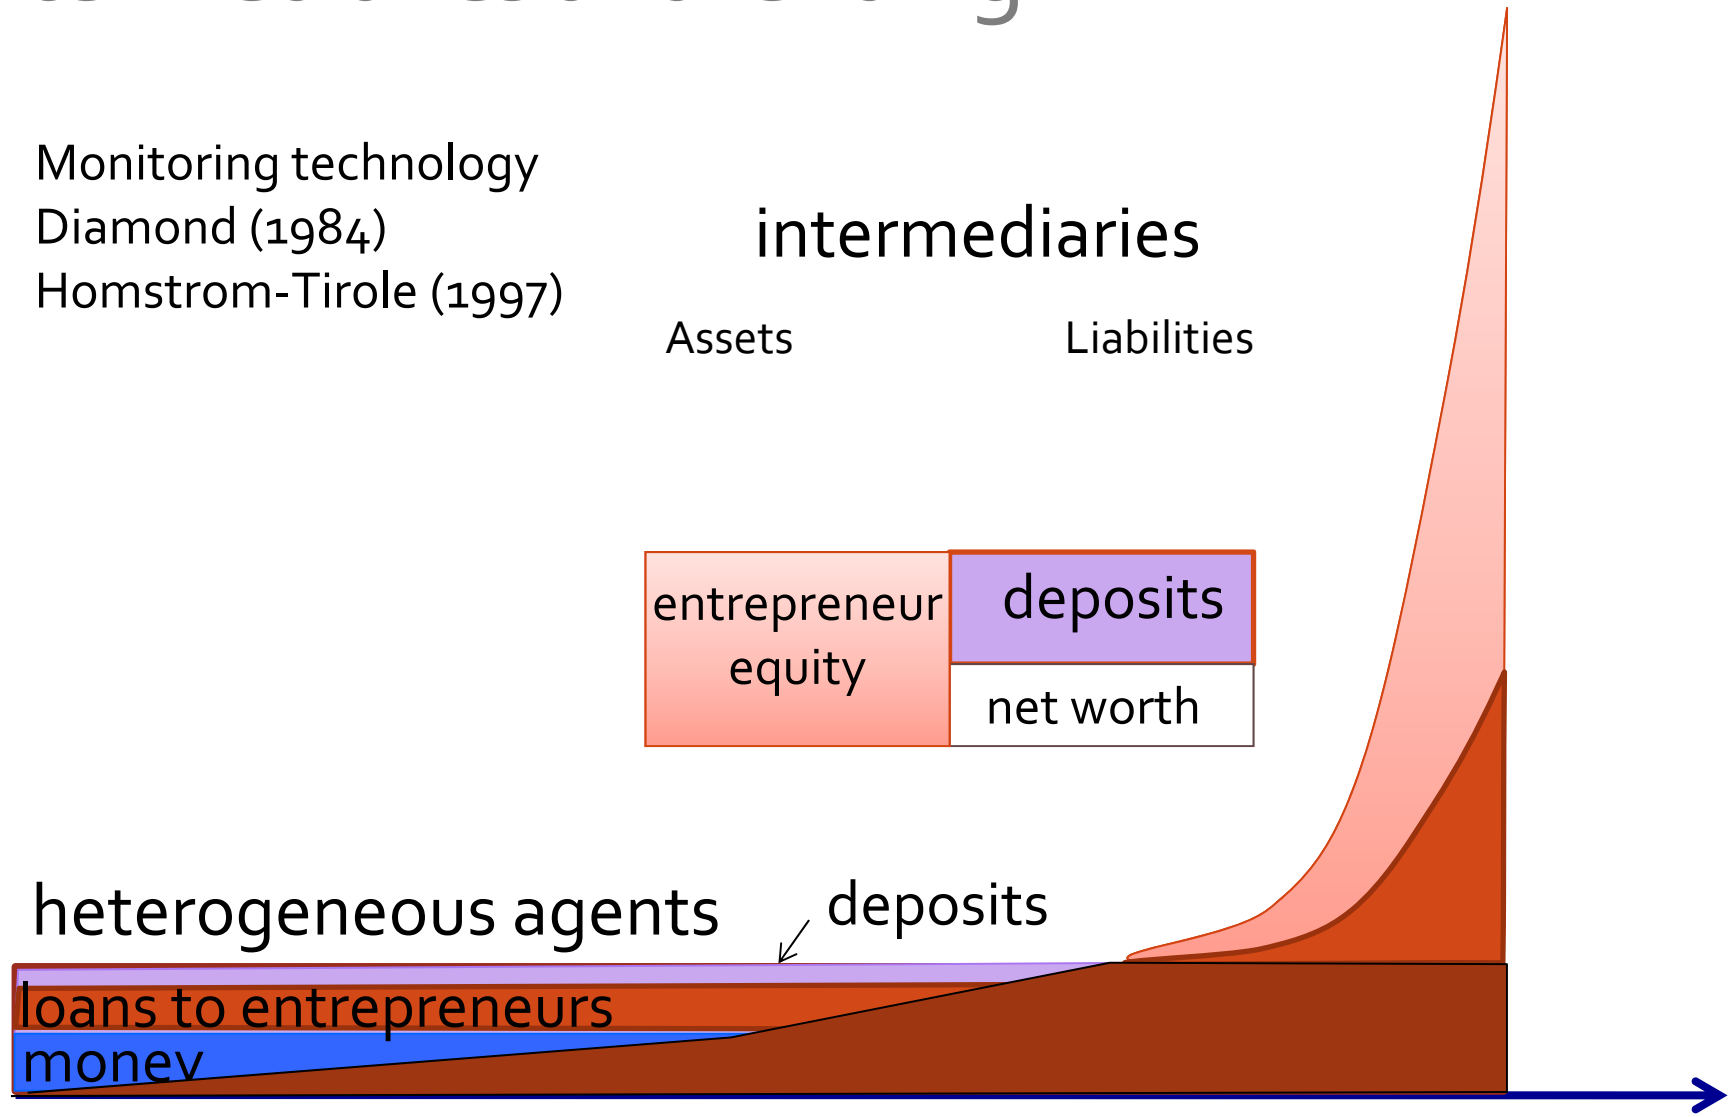 Monitoring technology
Diamond (1984)
Homstrom-Tirole (1997)
intermediaries
Assets
Liabilities
entrepreneur
equity
deposits
net worth
heterogeneous agents
deposits
loans to entrepreneurs
money